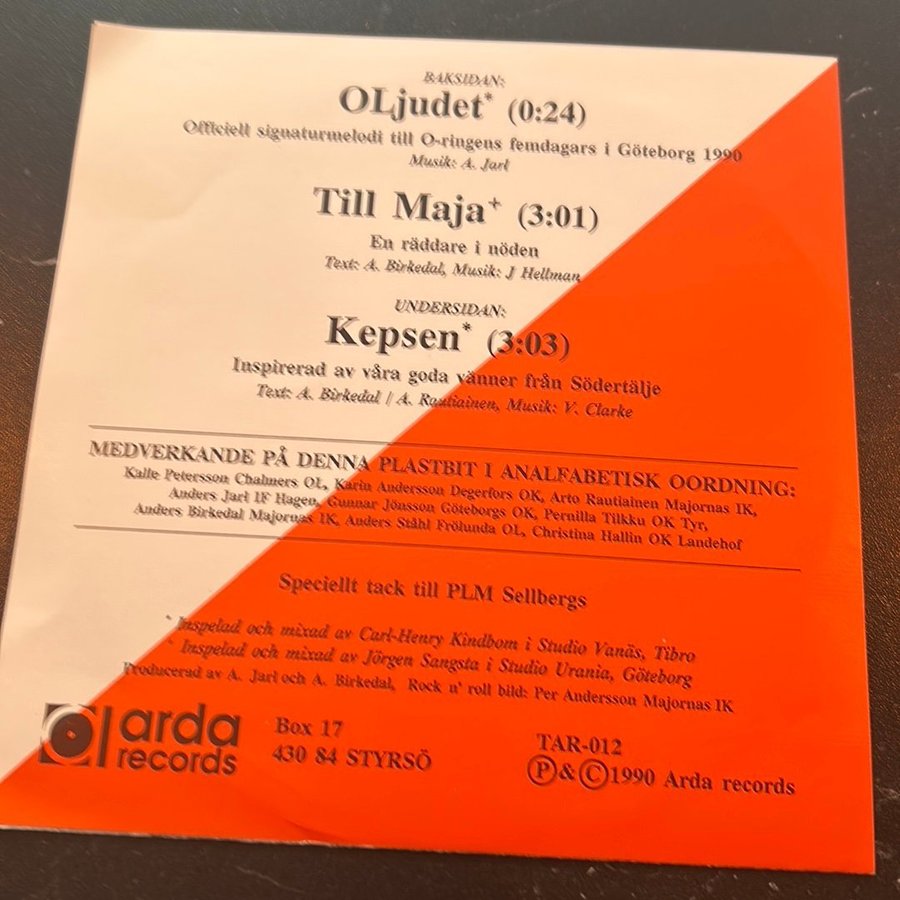 BAKSIDAN:
OLjudet* (0:24)
Officiell signaturmelodi till O-ringens femdagars i Göteborg 1990
Musik: A. Jarl
Till Maja+ (3:01)
En räddare i nöden
Text: A. Birkedal, Musik: J Hellman
UNDERSIDAN:
Kepsen* (3:03)
Inspirerad av våra goda vänner från Södertälje
Text: A. Birkedal / A. Rautiainen, Musik: V. Clarke
MEDVERKANDE PÅ DENNA PLASTBIT I ANALFABETISK OORDNING:
Kalle Petersson Chalmers OL, Karin Andersson Degerfors OK, Arto Rautiainen Majornas IK,
Anders Jarl IF Hagen, Gunnar Jönsson Göteborgs OK, Pernilla Tilkku OK Tyr,
Anders Birkedal Majornas IK, Anders Ståhl Frölunda OL, Christina Hallin OK Landehof
Speciellt tack till PLM Sellbergs
* Inspelad och mixad av Carl-Henry Kindbom i Studio Vanäs, Tibro
+ Inspelad och mixad av Jörgen Sangsta i Studio Urania, Göteborg
Producerad av A. Jarl och A. Birkedal, Rock n' roll bild: Per Andersson Majornas IK
arda
records
Box 17
430 84 STYRSÖ
TAR-012
Ⓟ&©1990 Arda records